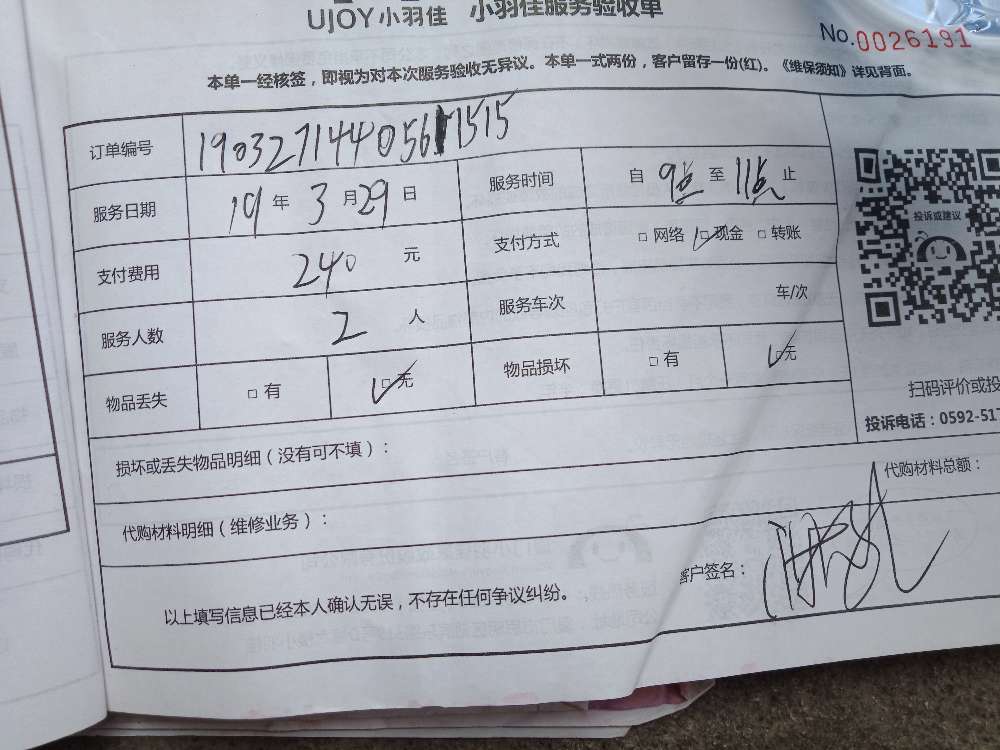 UJOY 小羽佳 小羽佳服务验收单
No.0026191
本单一经核签，即视为对本次服务验收无异议。本单一式两份，客户留存一份(红)。《维保须知》详见背面。
订单编号 190327144056 1515
服务日期 19 年 3 月 29 日 服务时间 自 9点 至 11点 止
支付费用 240 元 支付方式 □ 网络 □ 现金 □ 转账
服务人数 2 人 服务车次 车/次
物品丢失 □ 有 □ 无 物品损坏 □ 有 □ 无
投诉或建议
扫码评价或投
投诉电话：0592-517
损坏或丢失物品明细（没有可不填）：
代购材料明细（维修业务）： 代购材料总额：
以上填写信息已经本人确认无误，不存在任何争议纠纷。 客户签名：